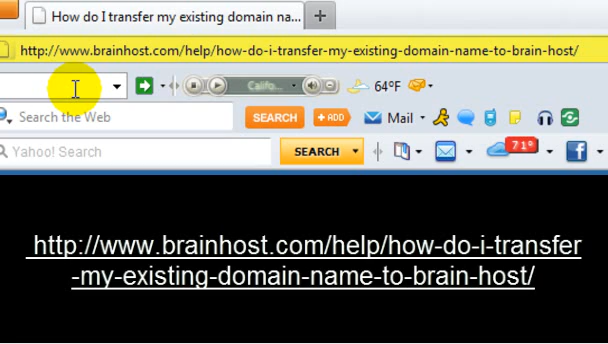 How do I transfer my existing domain na...
http://www.brainhost.com/help/how-do-i-transfer-my-existing-domain-name-to-brain-host/
Califo... 64°F
Search the Web SEARCH + ADD Mail
Yahoo! Search SEARCH 71°
http://www.brainhost.com/help/how-do-i-transfer
-my-existing-domain-name-to-brain-host/